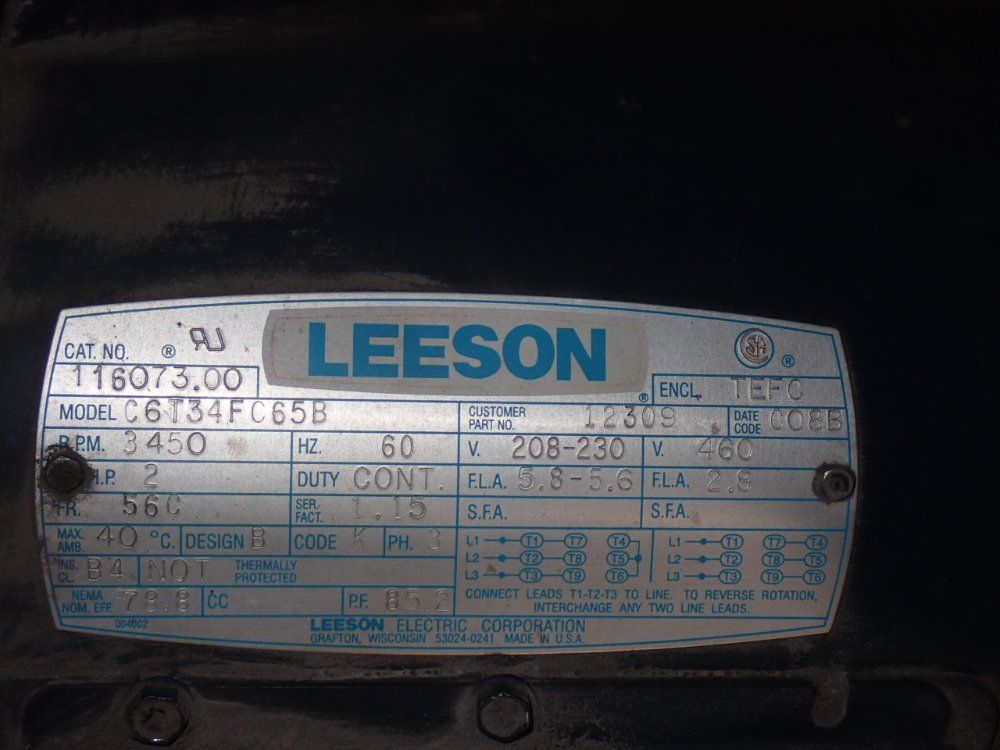 LEESON ®
CAT. NO. ®
116073.00
ENCL. TEFC
MODEL C6T34FC65B
CUSTOMER PART NO. 12309
DATE CODE C08B
R.P.M. 3450 HZ. 60 V. 208-230 V. 460
H.P. 2 DUTY CONT. F.L.A. 5.8-5.6 F.L.A. 2.8
FR. 56C SER. FACT. 1.15 S.F.A. S.F.A.
MAX. AMB. 40 °C. DESIGN B CODE K PH. 3
INS. CL. B4 NOT THERMALLY PROTECTED
NEMA NOM. EFF. 78.8 CC P.F. 85.2
L1 T1 T7 T4 L1 T1 T7 T4
L2 T2 T8 T5 L2 T2 T8 T5
L3 T3 T9 T6 L3 T3 T9 T6
CONNECT LEADS T1-T2-T3 TO LINE. TO REVERSE ROTATION,
INTERCHANGE ANY TWO LINE LEADS.
004002
LEESON ELECTRIC CORPORATION
GRAFTON, WISCONSIN 53024-0241 MADE IN U.S.A.